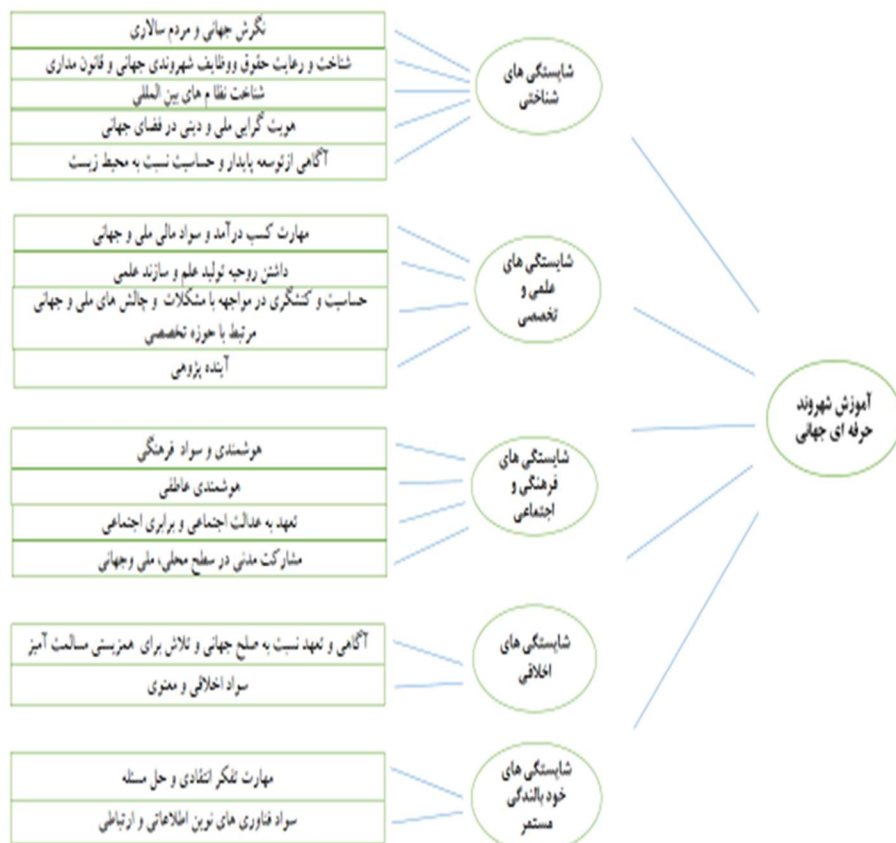 آموزش شهروند
حرفه ای جهانی
شایستگی های
شناختی
نگرش جهانی و مردم سالاری
شناخت و رعایت حقوق ووظایف شهروندی جهانی و قانون مداری
شناخت نظا م های بین المللی
هویت گرایی ملی و دینی در فضای جهانی
آگاهی ازتوسعه پایدار و حساسیت نسبت به محیط زیست
شایستگی های
علمی و
تخصصی
مهارت کسب درآمد و سواد مالی ملی و جهانی
داشتن روحیه تولید علم و سازند علمی
حساسیت و کنشگری در مواجهه با مشکلات و چالش های ملی و جهانی
مرتبط با حوزه تخصصی
آینده پژوهی
شایستگی های
فرهنگی و
اجتماعی
هوشمندی و سواد فرهنگی
هوشمندی عاطفی
تعهد به عدالت اجتماعی و برابری اجتماعی
مشارکت مدنی در سطح محلی، ملی وجهانی
شایستگی های
اخلاقی
آگاهی و تعهد نسبت به صلح جهانی و تلاش برای همزیستی مسالمت آمیز
سواد اخلاقی و معنوی
شایستگی های
خود بالندگی
مستمر
مهارت تفکر انتقادی و حل مسئله
سواد فناوری های نوین اطلاعاتی و ارتباطی